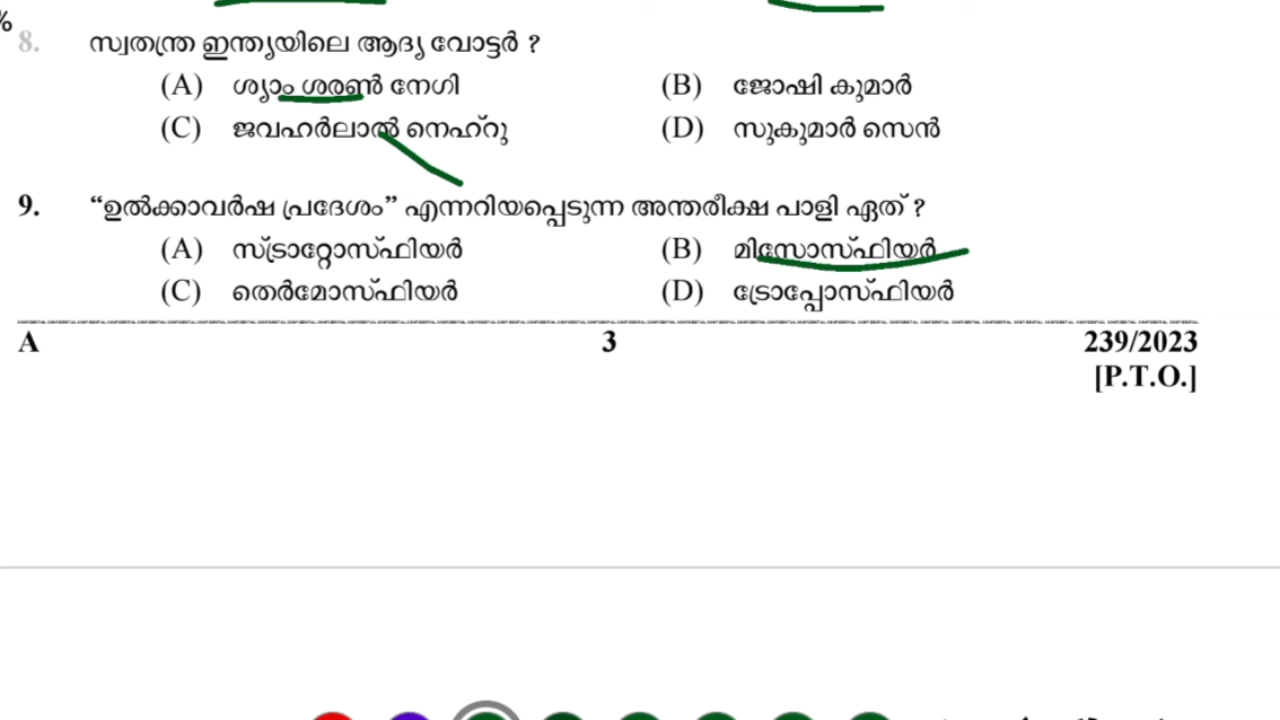 %
8. സ്വതന്ത്ര ഇന്ത്യയിലെ ആദ്യ വോട്ടർ ?
(A) ശ്യാം ശരൺ നേഗി (B) ജോഷി കുമാർ
(C) ജവഹർലാൽ നെഹ്റു (D) സുകുമാർ സെൻ
9. “ഉൽക്കാവർഷ പ്രദേശം” എന്നറിയപ്പെടുന്ന അന്തരീക്ഷ പാളി ഏത് ?
(A) സ്ട്രാറ്റോസ്ഫിയർ (B) മിസോസ്ഫിയർ
(C) തെർമോസ്ഫിയർ (D) ട്രോപ്പോസ്ഫിയർ
A 3 239/2023
[P.T.O.]